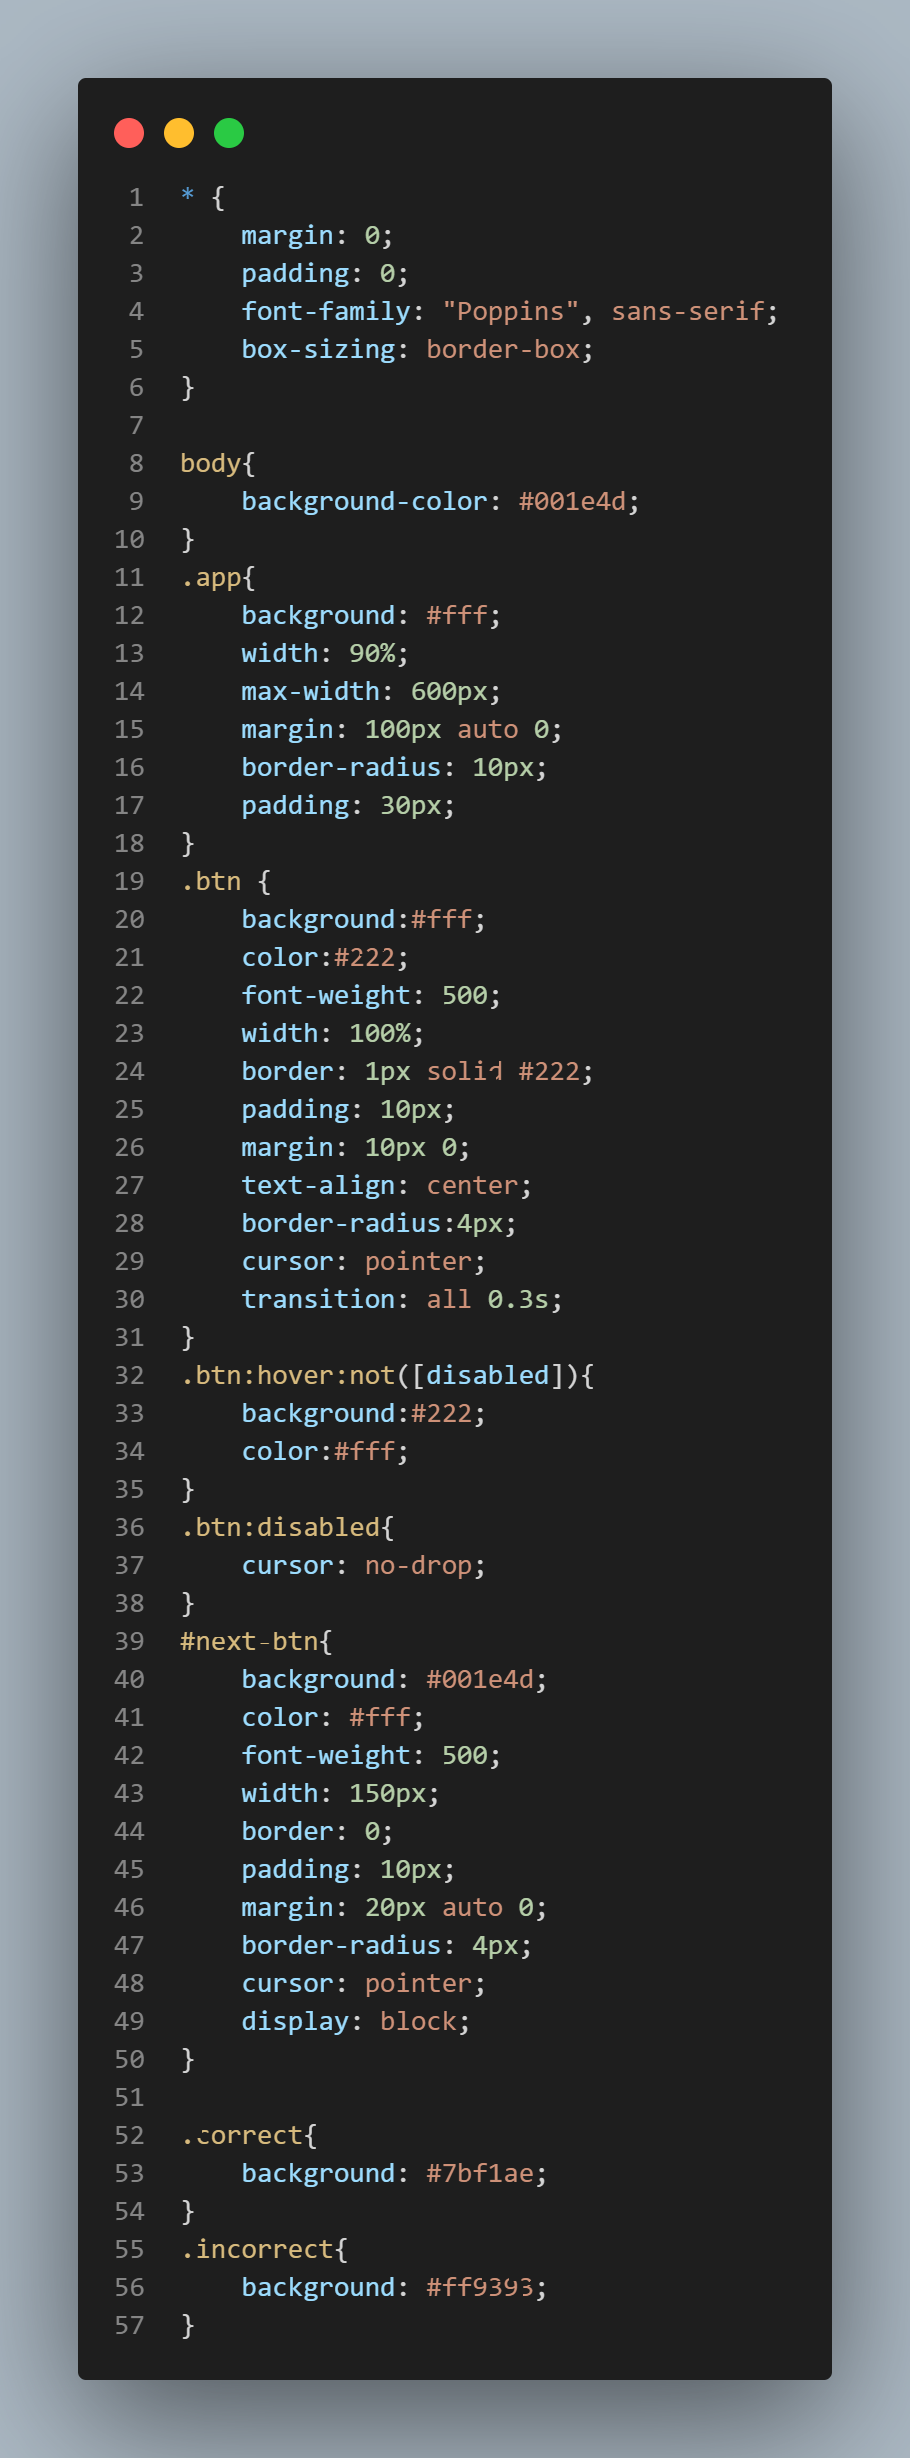 1 * {
2     margin: 0;
3     padding: 0;
4     font-family: "Poppins", sans-serif;
5     box-sizing: border-box;
6 }
7
8 body{
9     background-color: #001e4d;
10 }
11 .app{
12     background: #fff;
13     width: 90%;
14     max-width: 600px;
15     margin: 100px auto 0;
16     border-radius: 10px;
17     padding: 30px;
18 }
19 .btn {
20     background:#fff;
21     color:#222;
22     font-weight: 500;
23     width: 100%;
24     border: 1px solid #222;
25     padding: 10px;
26     margin: 10px 0;
27     text-align: center;
28     border-radius:4px;
29     cursor: pointer;
30     transition: all 0.3s;
31 }
32 .btn:hover:not([disabled]){
33     background:#222;
34     color:#fff;
35 }
36 .btn:disabled{
37     cursor: no-drop;
38 }
39 #next-btn{
40     background: #001e4d;
41     color: #fff;
42     font-weight: 500;
43     width: 150px;
44     border: 0;
45     padding: 10px;
46     margin: 20px auto 0;
47     border-radius: 4px;
48     cursor: pointer;
49     display: block;
50 }
51
52 .correct{
53     background: #7bf1ae;
54 }
55 .incorrect{
56     background: #ff9393;
57 }